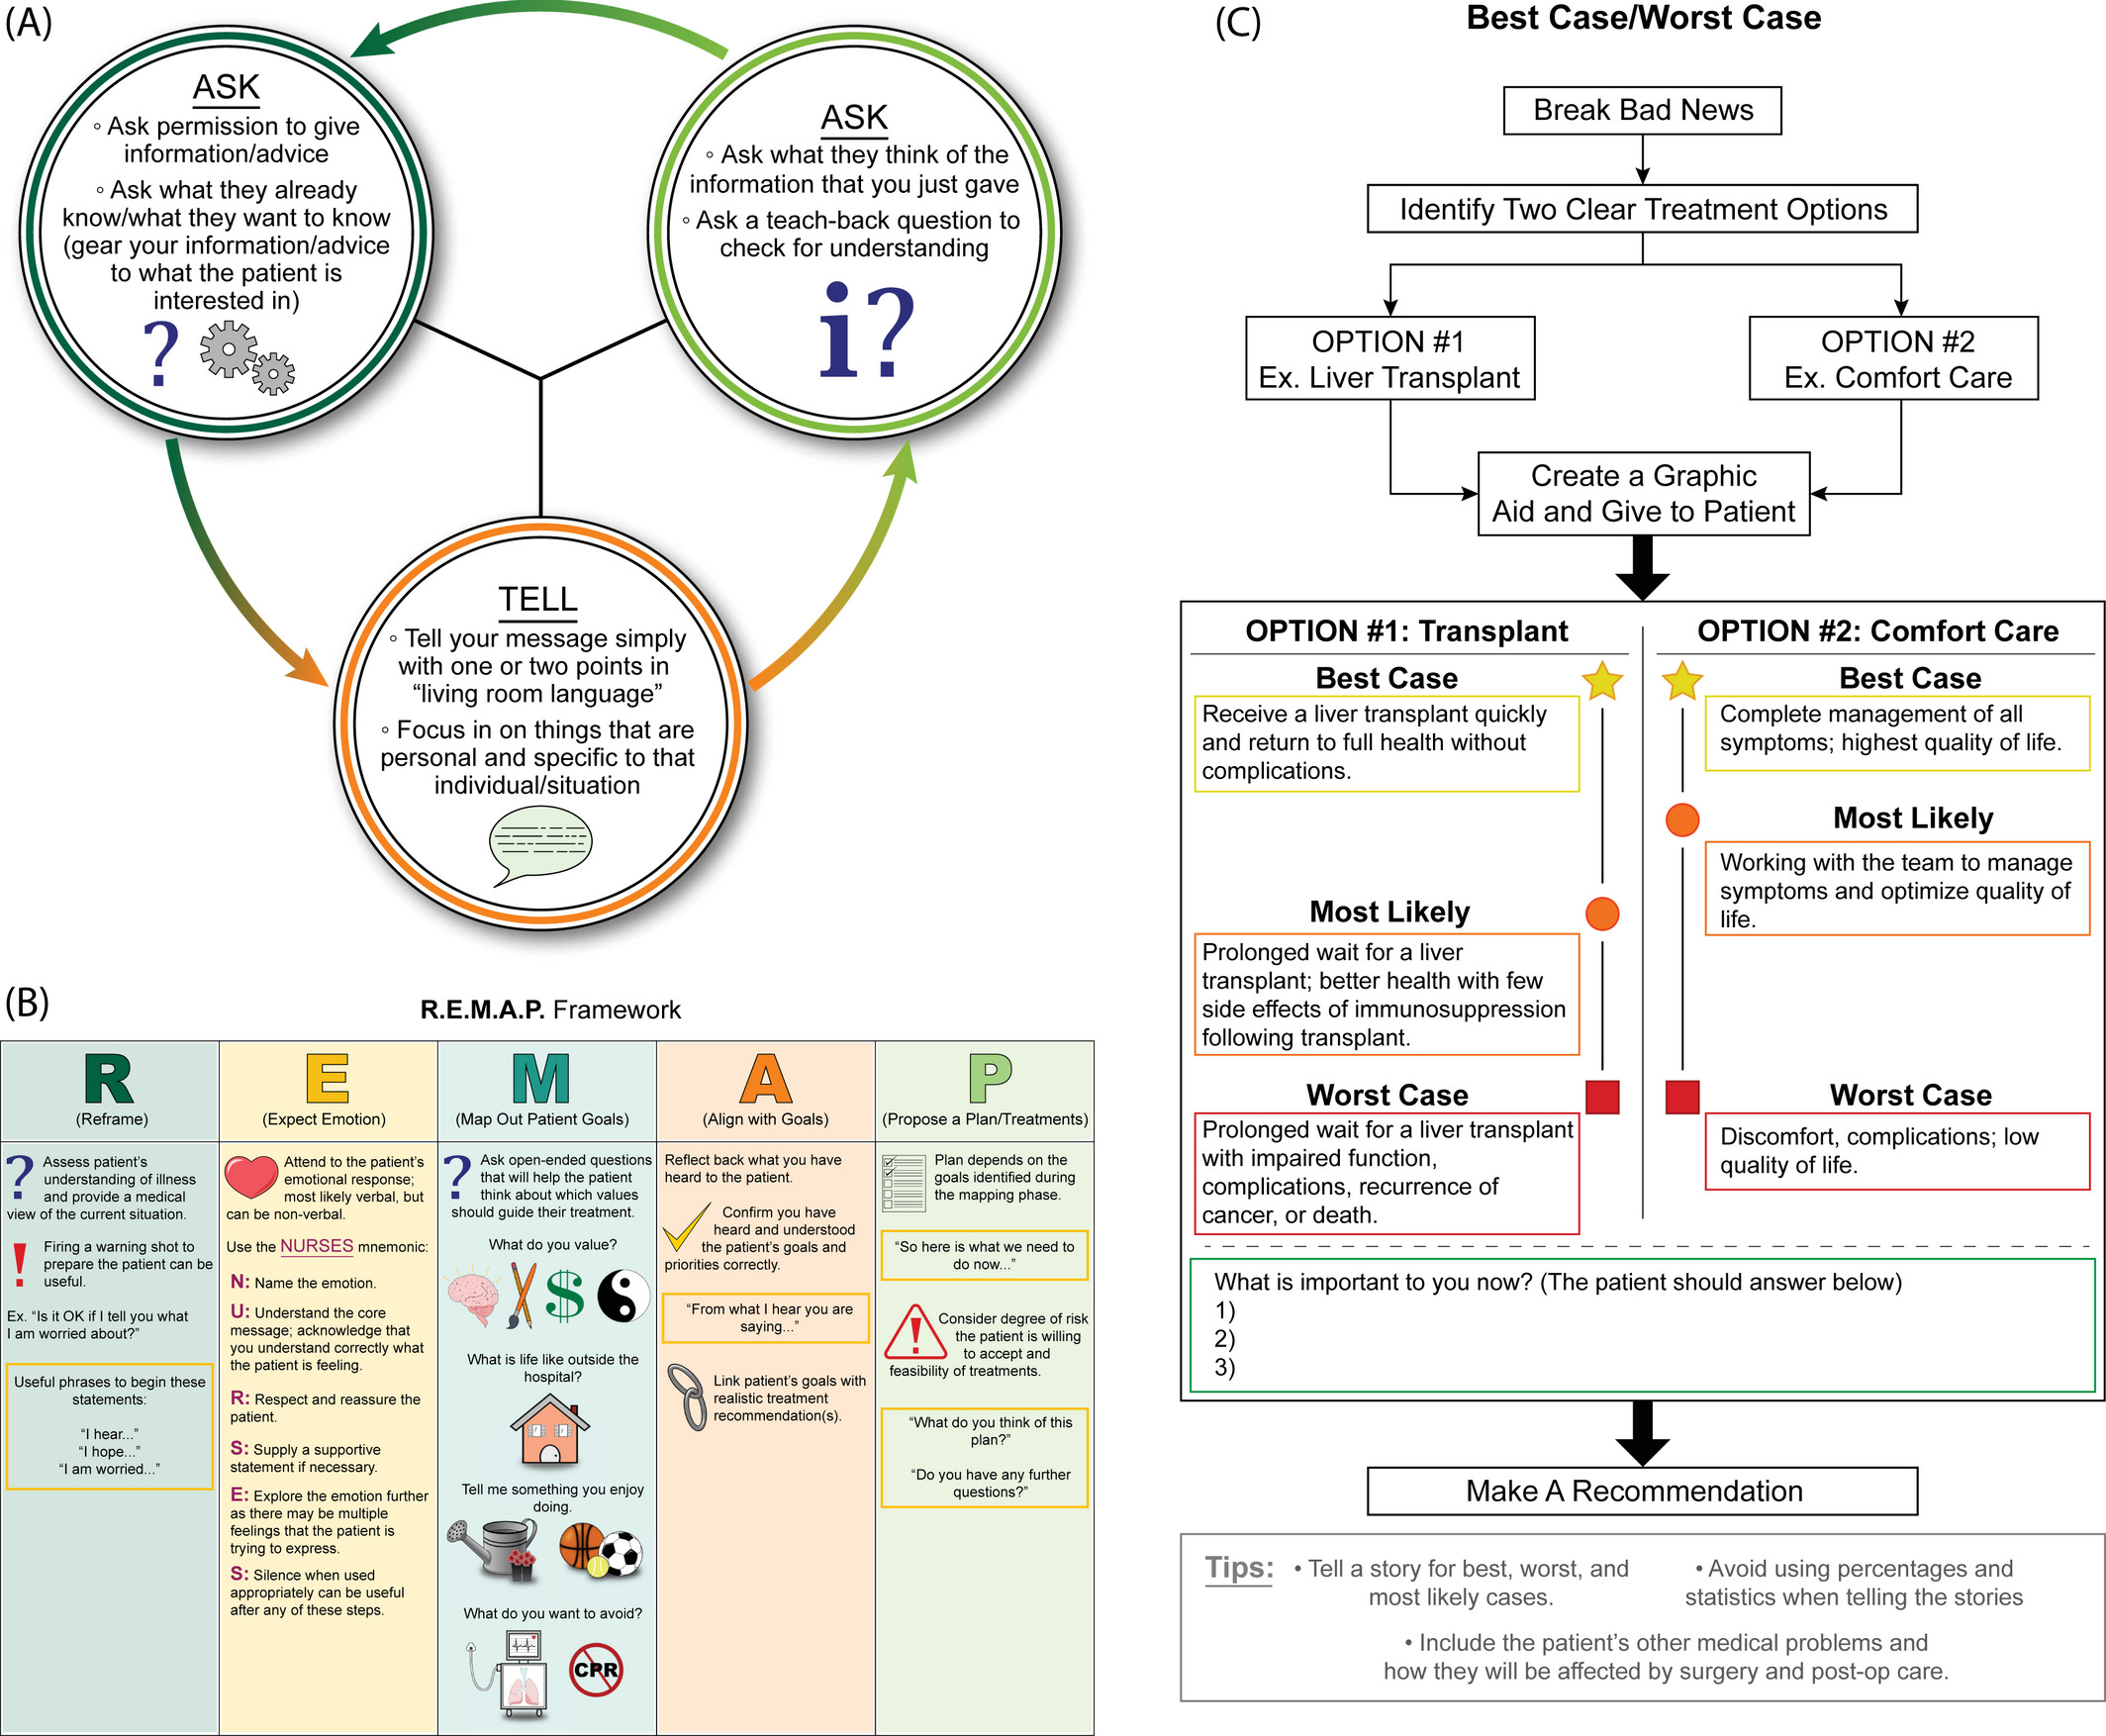 (A)
ASK
◦ Ask permission to give
information/advice
◦ Ask what they already
know/what they want to know
(gear your information/advice
to what the patient is
interested in)
?
ASK
◦ Ask what they think of the
information that you just gave
◦ Ask a teach-back question to
check for understanding
i?
TELL
◦ Tell your message simply
with one or two points in
“living room language”
◦ Focus in on things that are
personal and specific to that
individual/situation
(B)
R.E.M.A.P. Framework
R
(Reframe)
? Assess patient’s
understanding of illness
and provide a medical
view of the current situation.
! Firing a warning shot to
prepare the patient can be
useful.
Ex. “Is it OK if I tell you what
I am worried about?”
Useful phrases to begin these
statements:
“I hear...”
“I hope...”
“I am worried...”
E
(Expect Emotion)
Attend to the patient’s
emotional response;
most likely verbal, but
can be non-verbal.
Use the NURSES mnemonic:
N: Name the emotion.
U: Understand the core
message; acknowledge that
you understand correctly what
the patient is feeling.
R: Respect and reassure the
patient.
S: Supply a supportive
statement if necessary.
E: Explore the emotion further
as there may be multiple
feelings that the patient is
trying to express.
S: Silence when used
appropriately can be useful
after any of these steps.
M
(Map Out Patient Goals)
? Ask open-ended questions
that will help the patient
think about which values
should guide their treatment.
What do you value?
$
What is life like outside the
hospital?
Tell me something you enjoy
doing.
What do you want to avoid?
CPR
A
(Align with Goals)
Reflect back what you have
heard to the patient.
Confirm you have
heard and understood
the patient’s goals and
priorities correctly.
“From what I hear you are
saying...”
Link patient’s goals with
realistic treatment
recommendation(s).
P
(Propose a Plan/Treatments)
Plan depends on the
goals identified during
the mapping phase.
“So here is what we need to
do now...”
! Consider degree of risk
the patient is willing
to accept and
feasibility of treatments.
“What do you think of this
plan?”
“Do you have any further
questions?”
(C)
Best Case/Worst Case
Break Bad News
Identify Two Clear Treatment Options
OPTION #1
Ex. Liver Transplant
OPTION #2
Ex. Comfort Care
Create a Graphic
Aid and Give to Patient
OPTION #1: Transplant
Best Case
Receive a liver transplant quickly
and return to full health without
complications.
Most Likely
Prolonged wait for a liver
transplant; better health with few
side effects of immunosuppression
following transplant.
Worst Case
Prolonged wait for a liver transplant
with impaired function,
complications, recurrence of
cancer, or death.
OPTION #2: Comfort Care
Best Case
Complete management of all
symptoms; highest quality of life.
Most Likely
Working with the team to manage
symptoms and optimize quality of
life.
Worst Case
Discomfort, complications; low
quality of life.
What is important to you now? (The patient should answer below)
1)
2)
3)
Make A Recommendation
Tips:
• Tell a story for best, worst, and
most likely cases.
• Avoid using percentages and
statistics when telling the stories
• Include the patient’s other medical problems and
how they will be affected by surgery and post-op care.